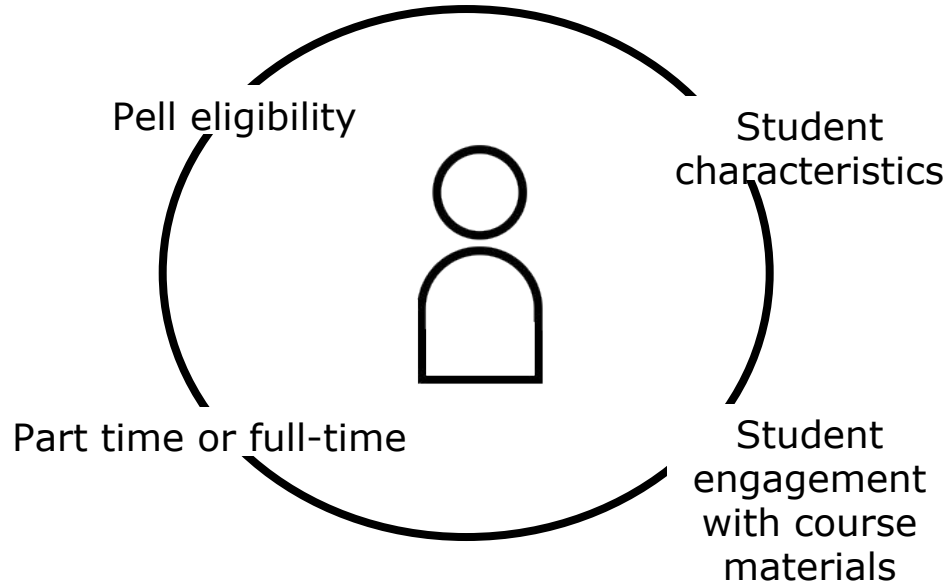 Pell eligibility
Student
characteristics
Part time or full-time
Student
engagement
with course
materials